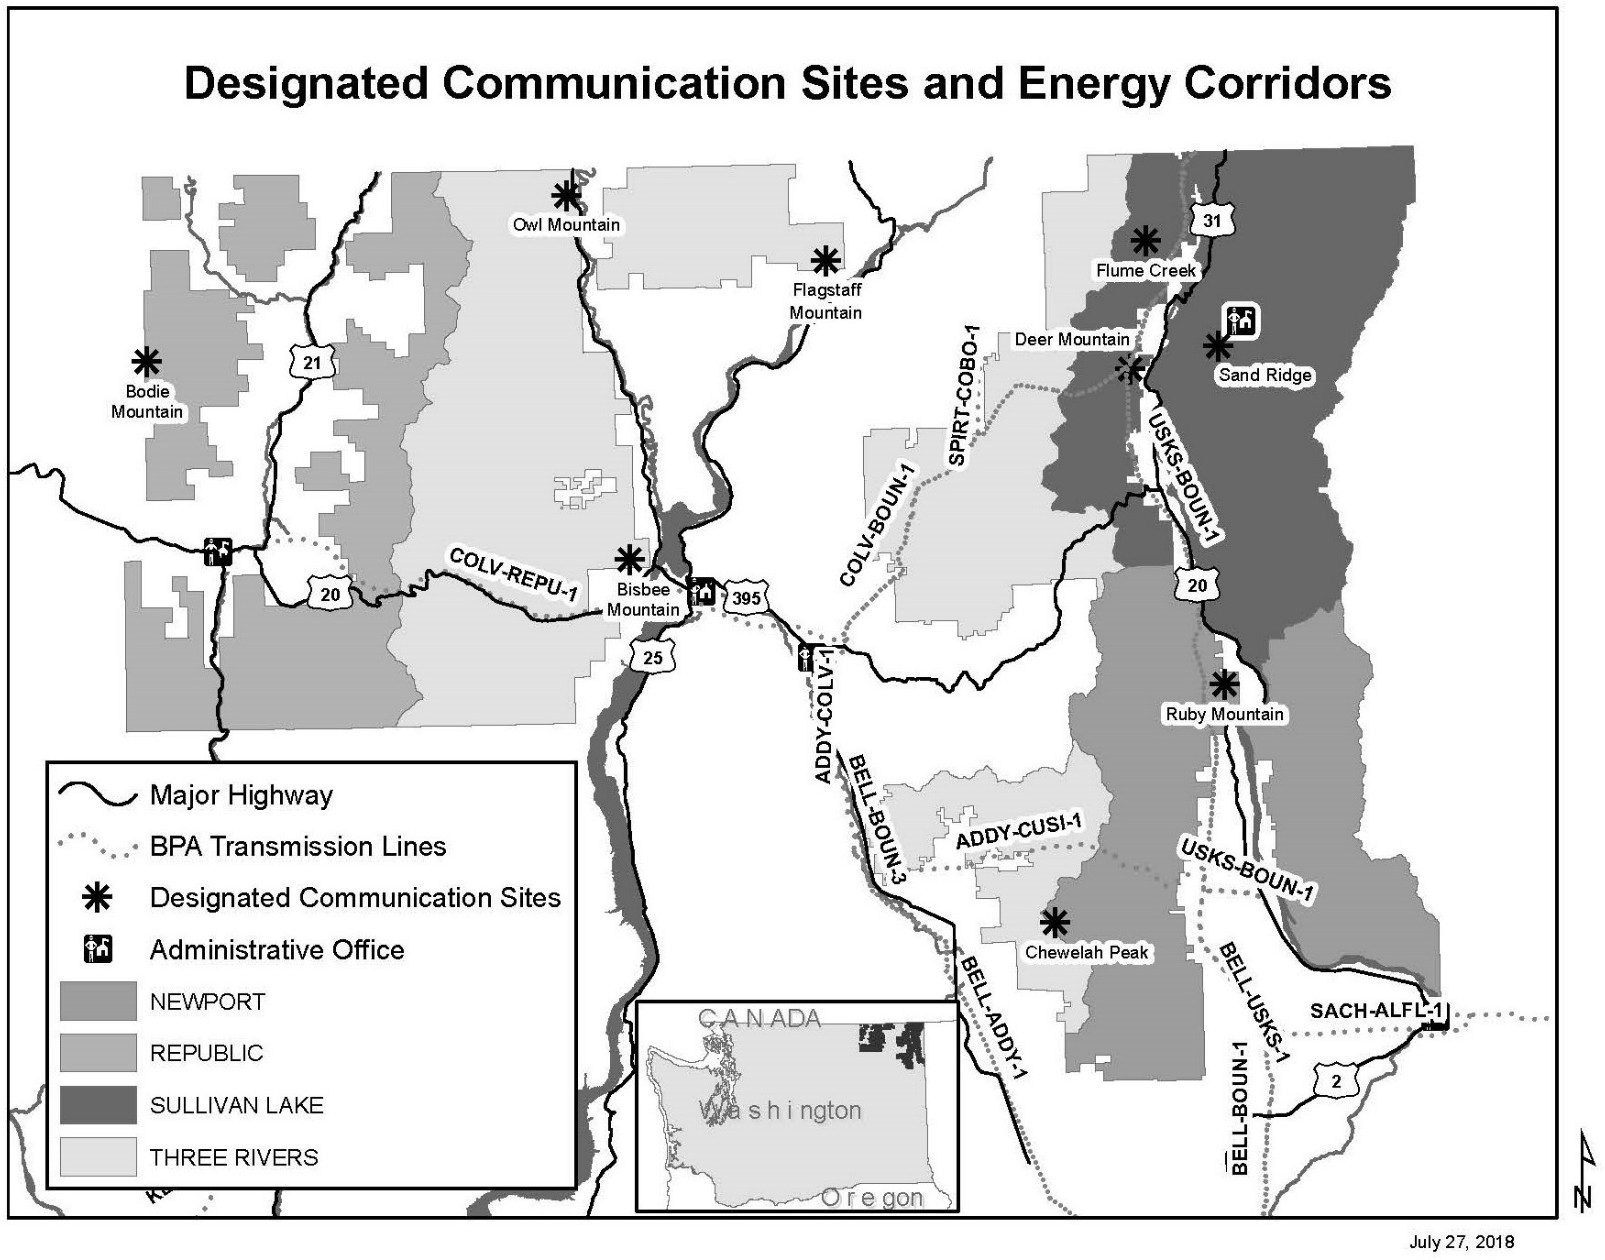 Designated Communication Sites and Energy Corridors
31
Owl Mountain
Flume Creek
Flagstaff
Mountain
Deer Mountain
Sand Ridge
21
Bodie
Mountain
SPIRT-COBO-1
USKS-BOUN-1
COLV-BOUN-1
COLV-REPU-1
20
Bisbee
Mountain
395
20
25
ADDY-COLV-1
Ruby Mountain
BELL-BOUN-3
ADDY-CUSI-1
USKS-BOUN-1
Chewelah Peak
BELL-ADDY-1
BELL-USKS-1
SACH-ALFL-1
BELL-BOUN-1
2
Major Highway
BPA Transmission Lines
Designated Communication Sites
Administrative Office
NEWPORT
REPUBLIC
SULLIVAN LAKE
THREE RIVERS
CANADA
Washington
Oregon
N
July 27, 2018